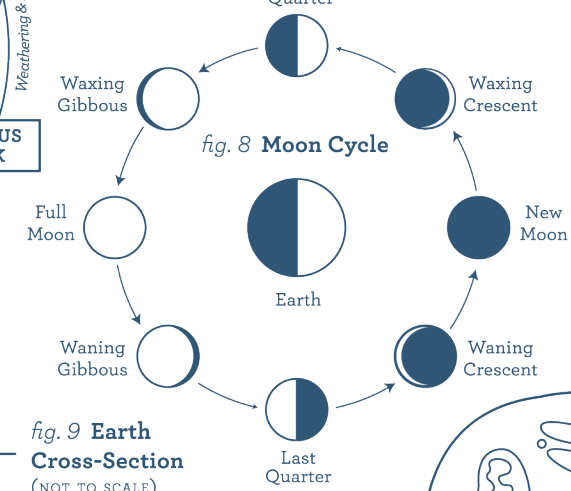 Quarter
Weathering &
Waxing
Gibbous
Waxing
Crescent
US
K
fig. 8 Moon Cycle
Full
Moon
New
Moon
Earth
Waning
Gibbous
Waning
Crescent
fig. 9 Earth
Cross-Section
(NOT TO SCALE)
Last
Quarter